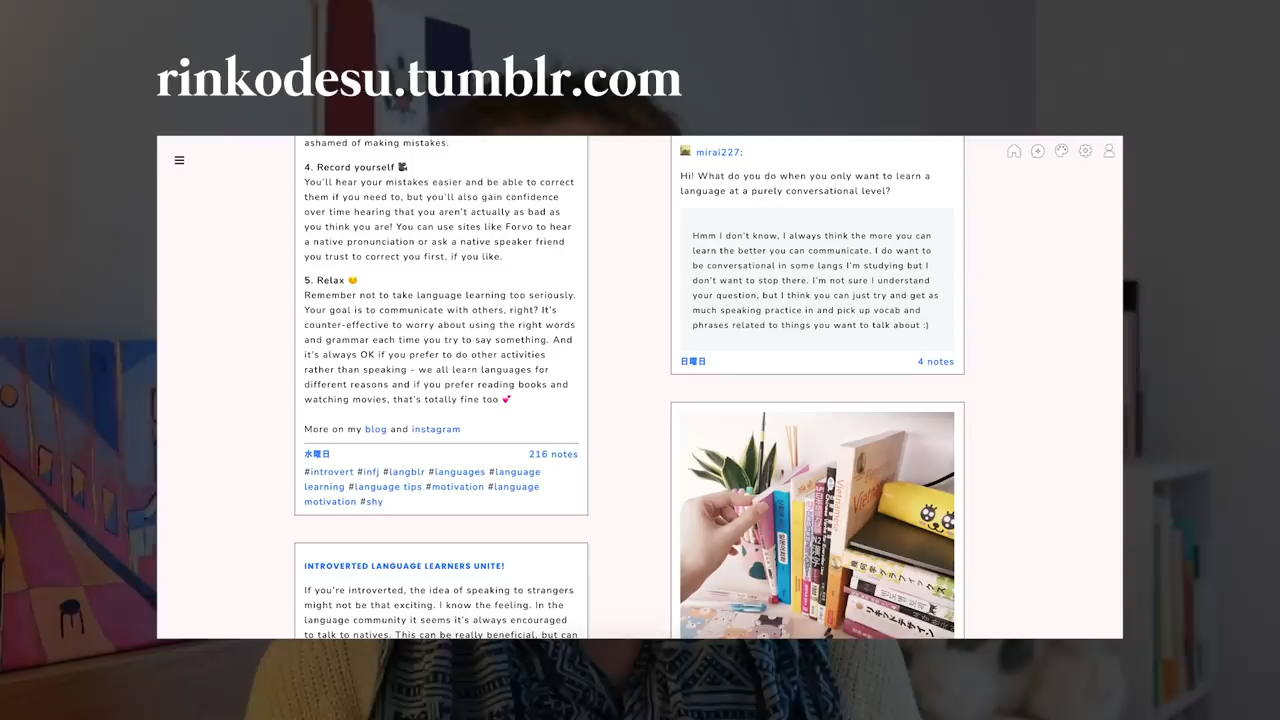 rinkodesu.tumblr.com
ashamed of making mistakes.
4. Record yourself 📽
You'll hear your mistakes easier and be able to correct
them if you need to, but you'll also gain confidence
over time hearing that you aren't actually as bad as
you think you are! You can use sites like Forvo to hear
a native pronunciation or ask a native speaker friend
you trust to correct you first, if you like.
5. Relax 😊
Remember not to take language learning too seriously.
Your goal is to communicate with others, right? It's
counter-effective to worry about using the right words
and grammar each time you try to say something. And
it's always OK if you prefer to do other activities
rather than speaking - we all learn languages for
different reasons and if you prefer reading books and
watching movies, that's totally fine too 💕
More on my blog and instagram
水曜日 216 notes
#introvert #infj #langblr #languages #language
learning #language tips #motivation #language
motivation #shy
INTROVERTED LANGUAGE LEARNERS UNITE!
If you're introverted, the idea of speaking to strangers
might not be that exciting. I know the feeling. In the
language community it seems it's always encouraged
to talk to natives. This can be really beneficial, but can
mirai227:
Hi! What do you do when you only want to learn a
language at a purely conversational level?
Hmm I don't know, I always think the more you can
learn the better you can communicate. I do want to
be conversational in some langs I'm studying but I
don't want to stop there. I'm not sure I understand
your question, but I think you can just try and get as
much speaking practice in and pick up vocab and
phrases related to things you want to talk about :)
日曜日 4 notes
Vietnamese
リキッドデザイン